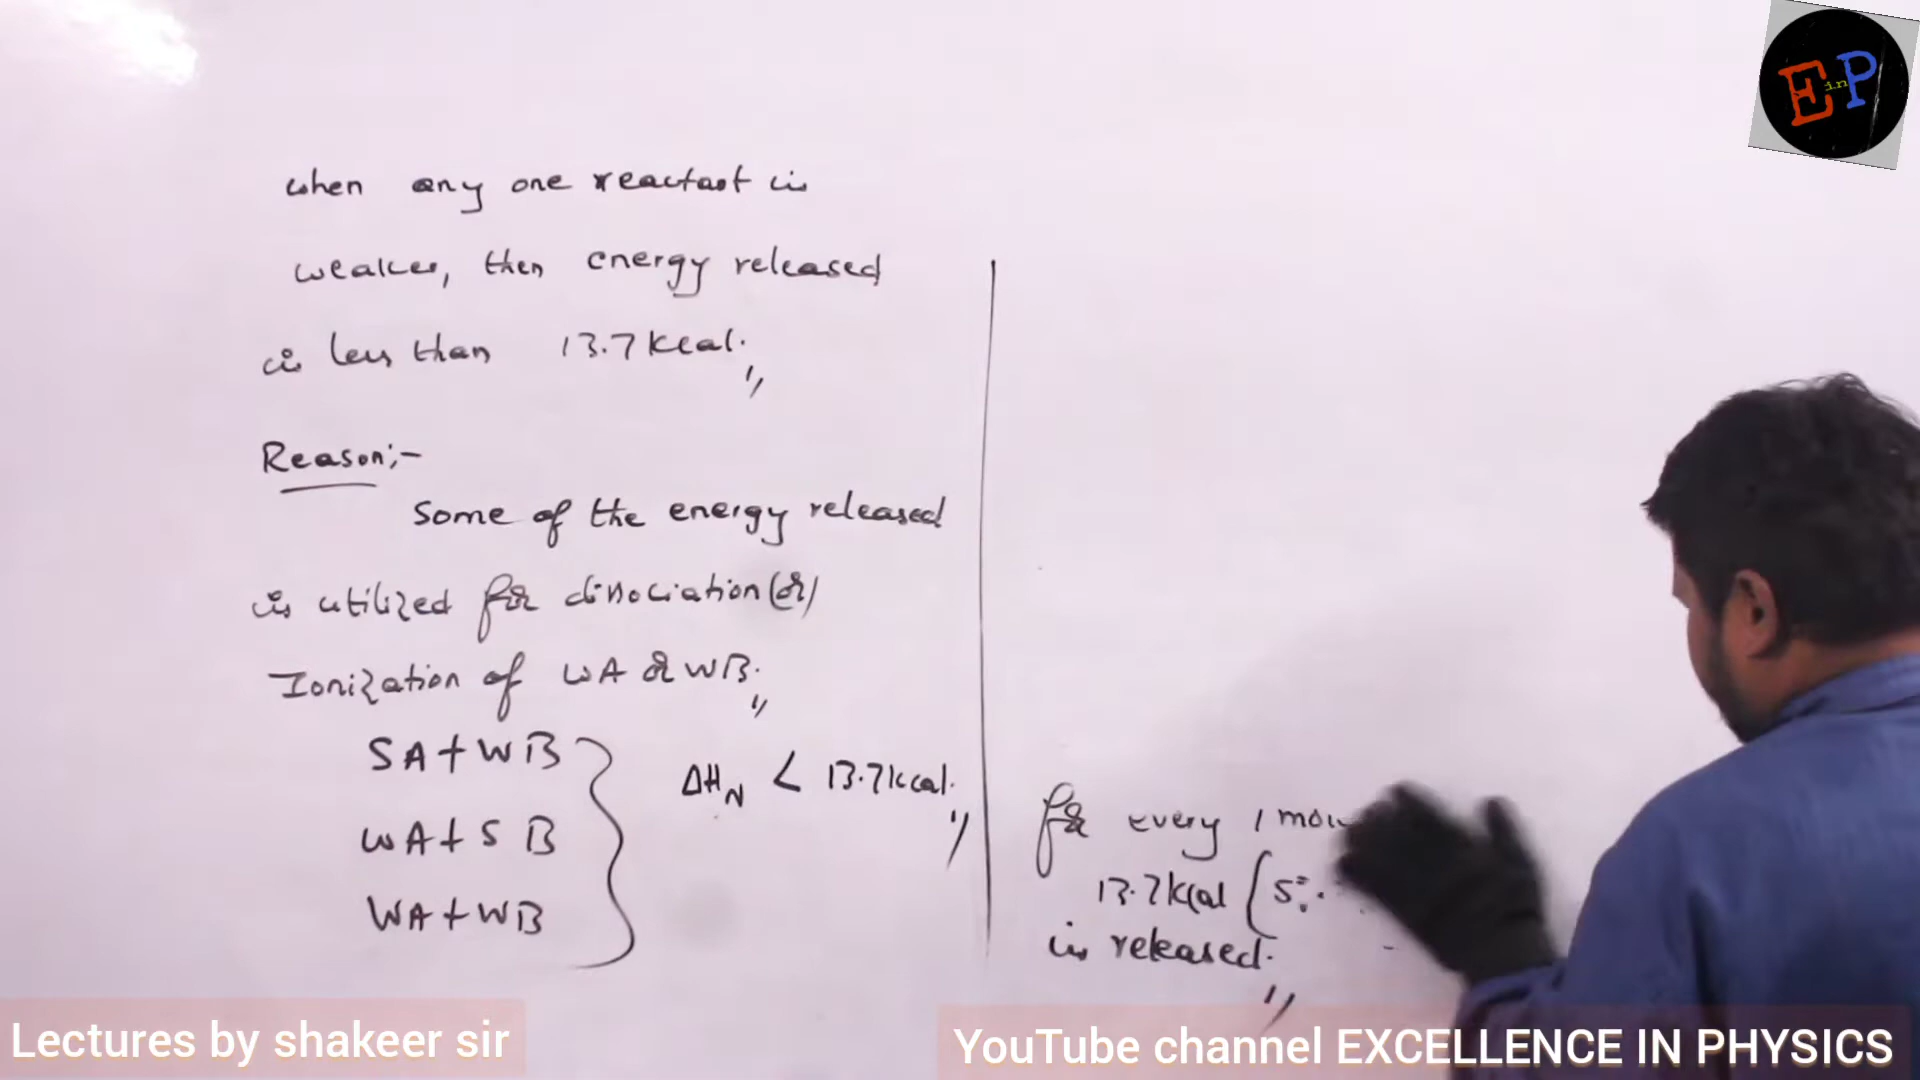 E in P
when any one reactant is
weaker, then energy released
is less than 13.7 kcal.
Reason:-
Some of the energy released
is utilized for dissociation (or)
Ionization of WA or WB.
SA + WB
WA + SB
WA + WB
ΔH_N < 13.7 kcal.
for every 1
13.7 kcal (5
is released.
Lectures by shakeer sir
YouTube channel EXCELLENCE IN PHYSICS